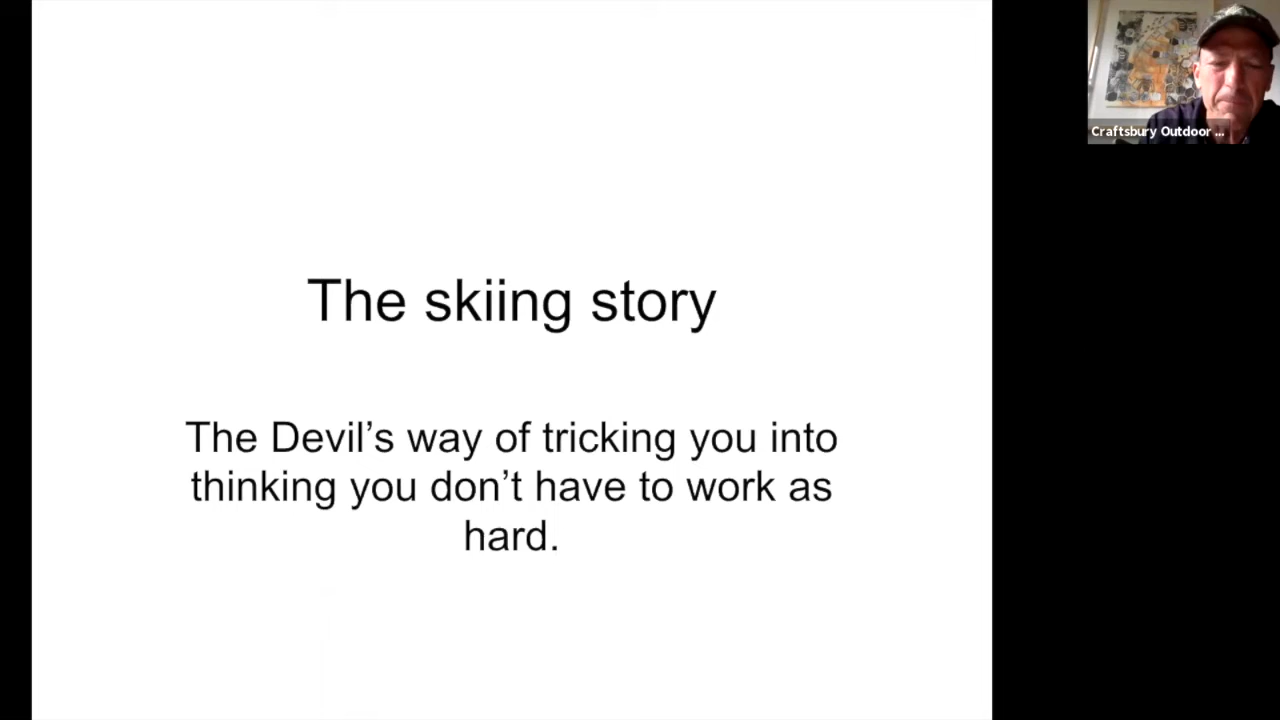 The skiing story
The Devil’s way of tricking you into
thinking you don’t have to work as
hard.
Craftsbury Outdoor ...